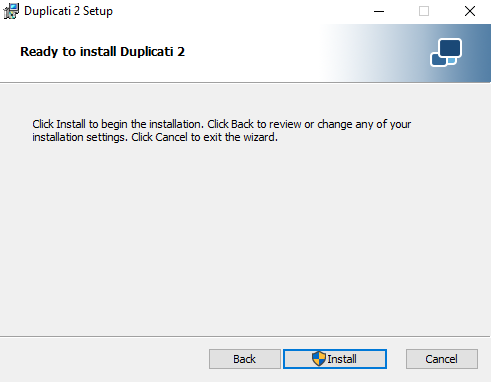 Duplicati 2 Setup
Ready to install Duplicati 2
Click Install to begin the installation. Click Back to review or change any of your
installation settings. Click Cancel to exit the wizard.
Back
Install
Cancel